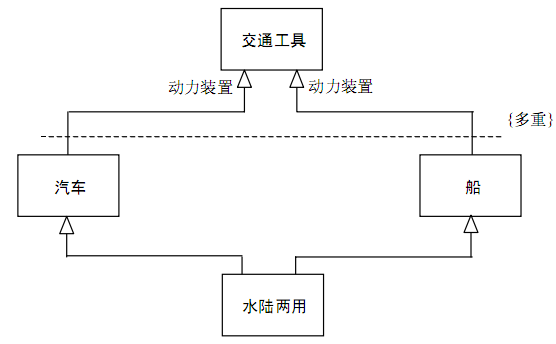 交通工具
动力装置
动力装置
{多重}
汽车
船
水陆两用